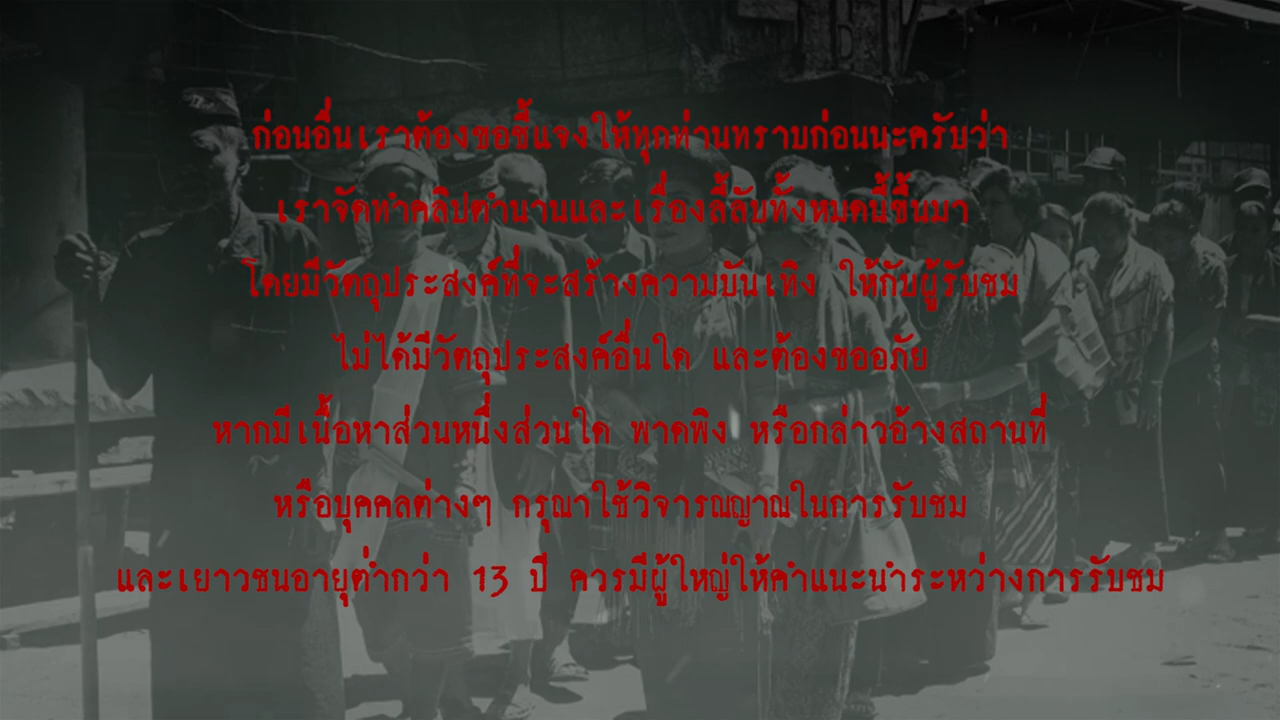 ก่อนอื่นเราต้องขอชี้แจงให้ทุกท่านทราบก่อนนะครับว่า
เราจัดทำคลิปตำนานและเรื่องลี้ลับทั้งหมดนี้ขึ้นมา
โดยมีวัตถุประสงค์ที่จะสร้างความบันเทิง ให้กับผู้รับชม
ไม่ได้มีวัตถุประสงค์อื่นใด และต้องขออภัย
หากมีเนื้อหาส่วนหนึ่งส่วนใด พาดพิง หรือกล่าวอ้างสถานที่
หรือบุคคลต่างๆ กรุณาใช้วิจารณญาณในการรับชม
และเยาวชนอายุต่ำกว่า 13 ปี ควรมีผู้ใหญ่ให้คำแนะนำระหว่างการรับชม